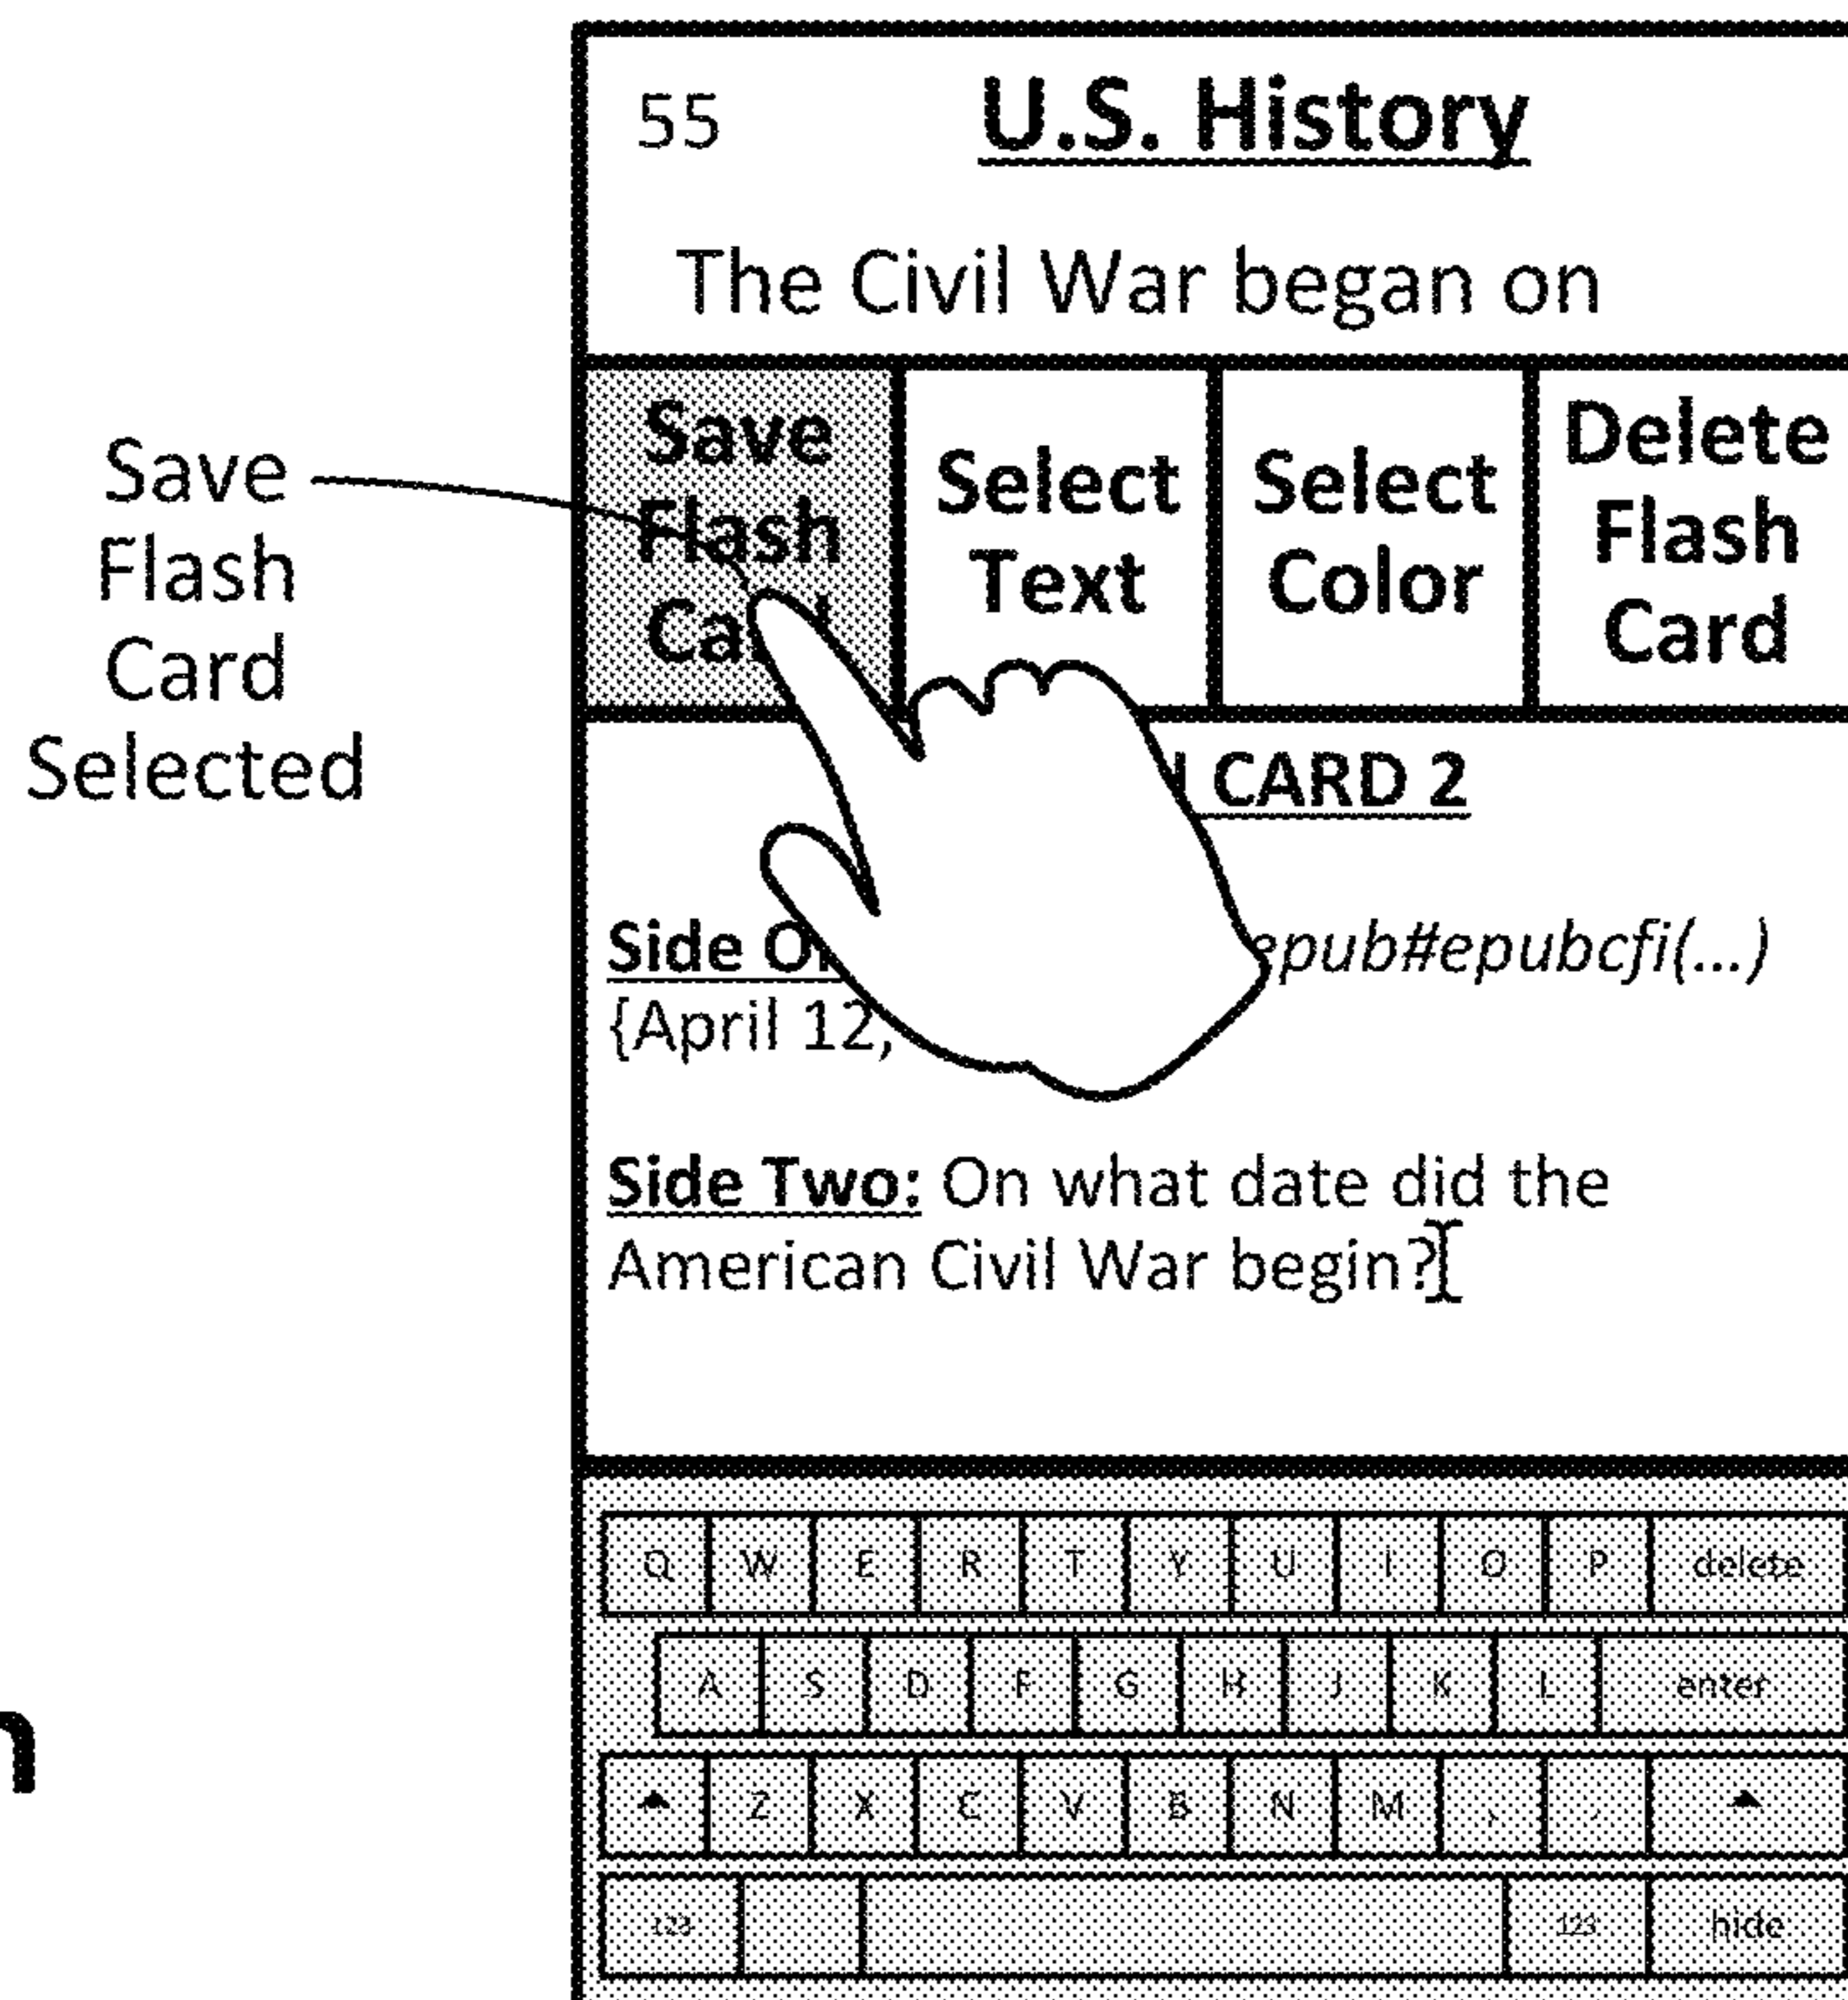 55 U.S. History
The Civil War began on
Save
Flash
Card
Selected
Save
Flash
Select
Text
Select
Color
Delete
Flash
Card
CARD 2
Side epub#epubcfi(...)
{April 12,
Side Two: On what date did the
American Civil War begin?
Q W E R T Y U I O P delete
A S D F G H J K L enter
Z X C V B N M , .
123 123 hide